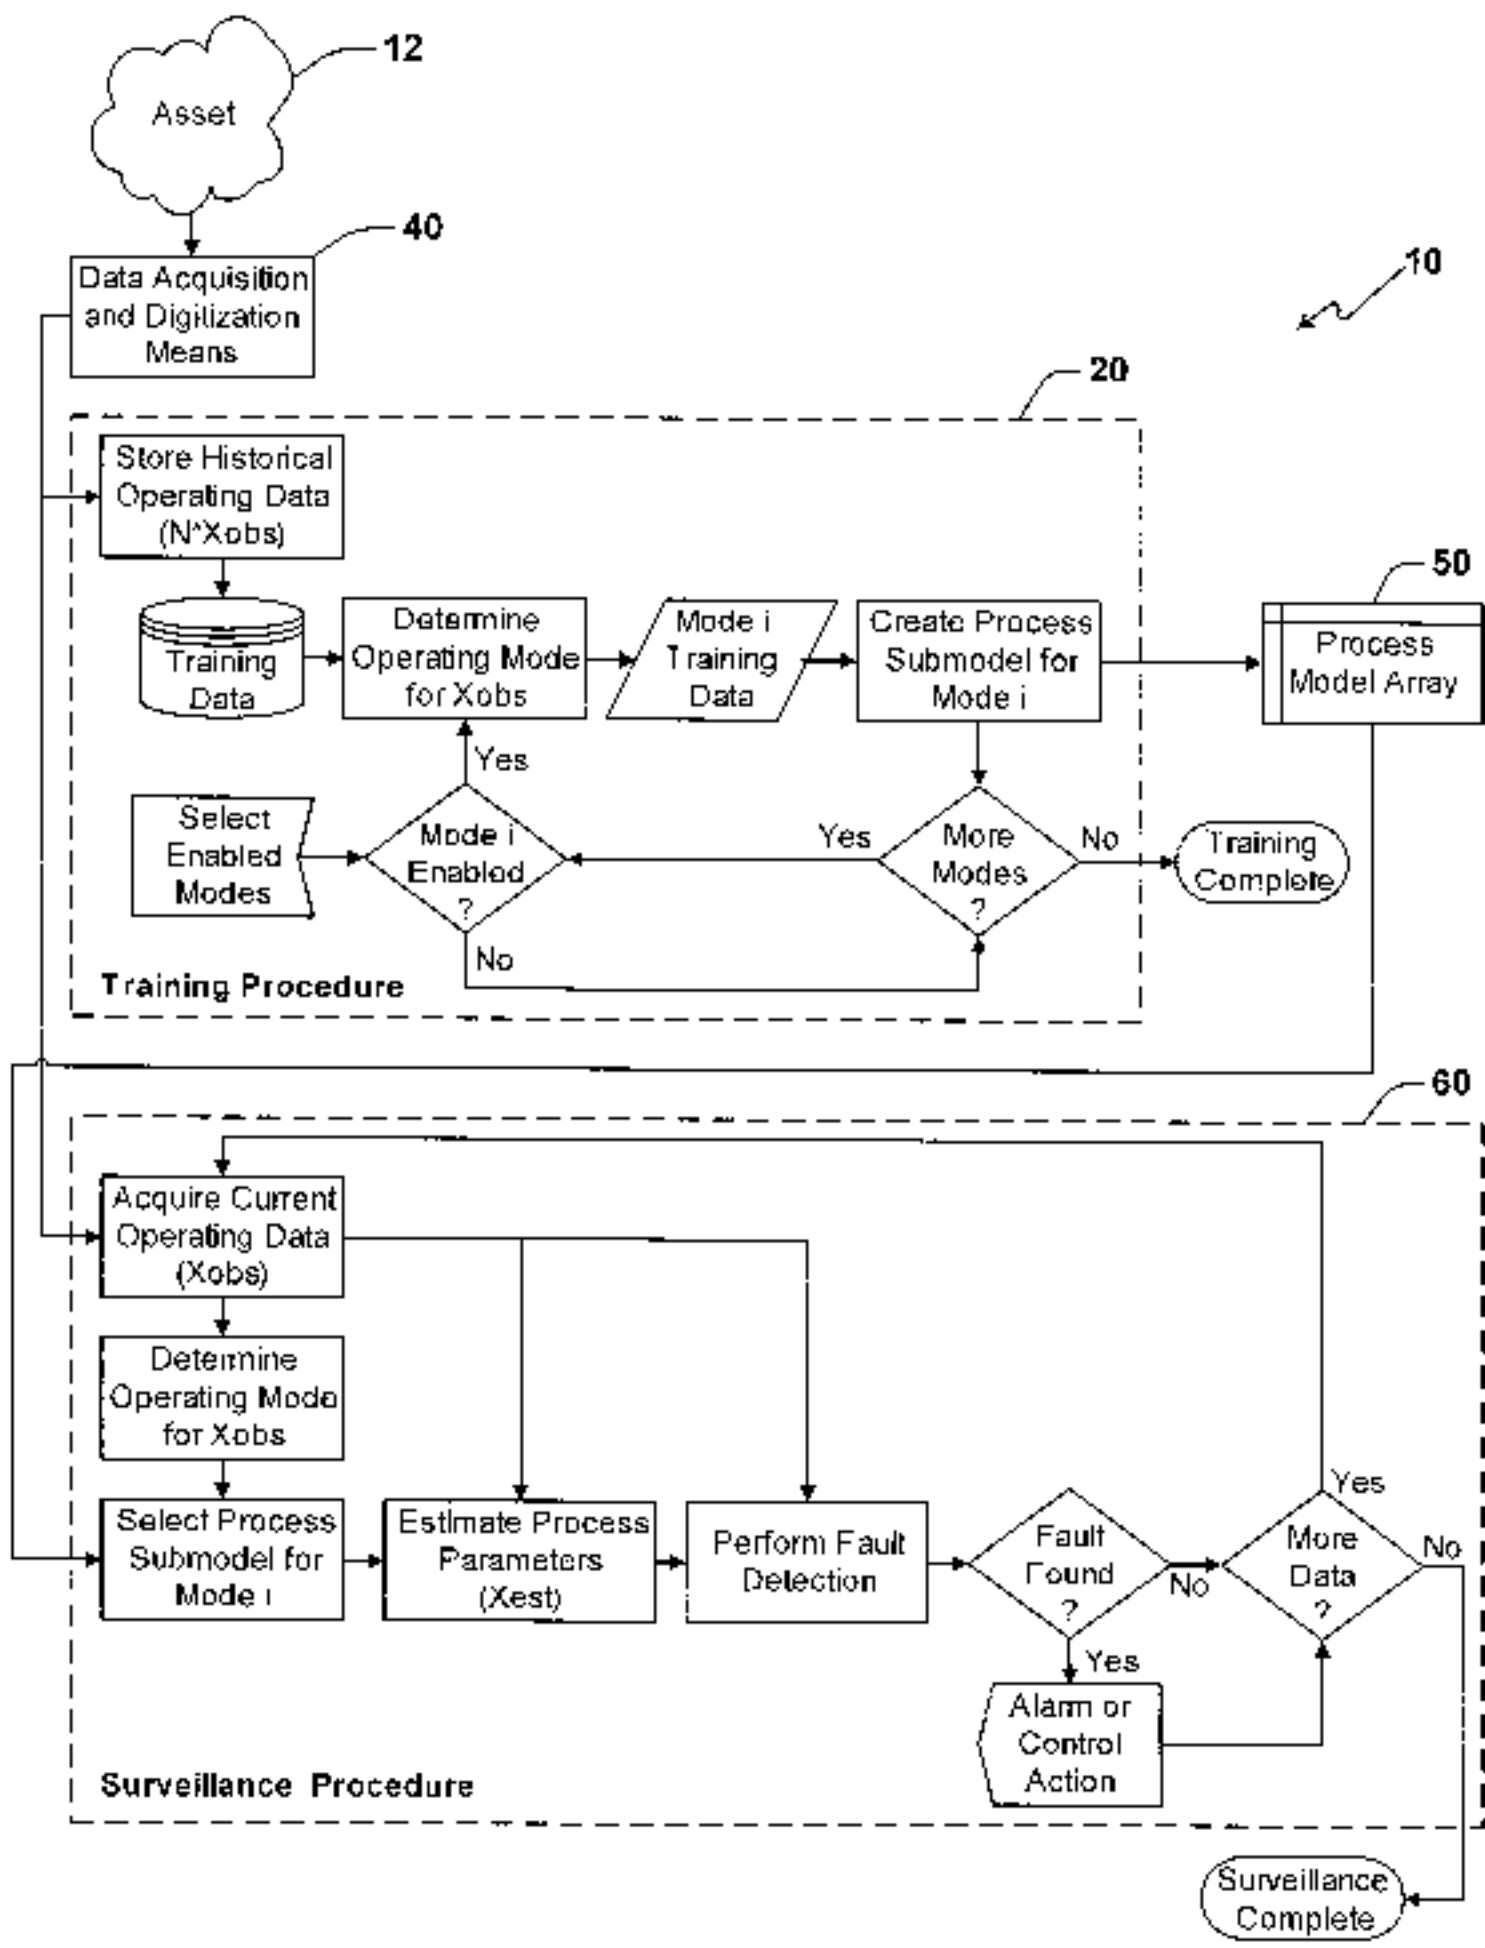 12
Asset
40
Data Acquisition
and Digitization
Means
10
20
Store Historical
Operating Data
(N*Xobs)
50
Training
Data
Determine
Operating Mode
for Xobs
Mode i
Training
Data
Create Process
Submodel for
Mode i
Process
Model Array
Yes
Select
Enabled
Modes
Mode i
Enabled
?
Yes
More
Modes
?
No
Training
Complete
No
Training Procedure
60
Acquire Current
Operating Data
(Xobs)
Determine
Operating Mode
for Xobs
Select Process
Submodel for
Mode i
Estimate Process
Parameters
(Xest)
Perform Fault
Detection
Fault
Found
?
No
Yes
More
Data
?
No
Yes
Alarm or
Control
Action
Surveillance Procedure
Surveillance
Complete